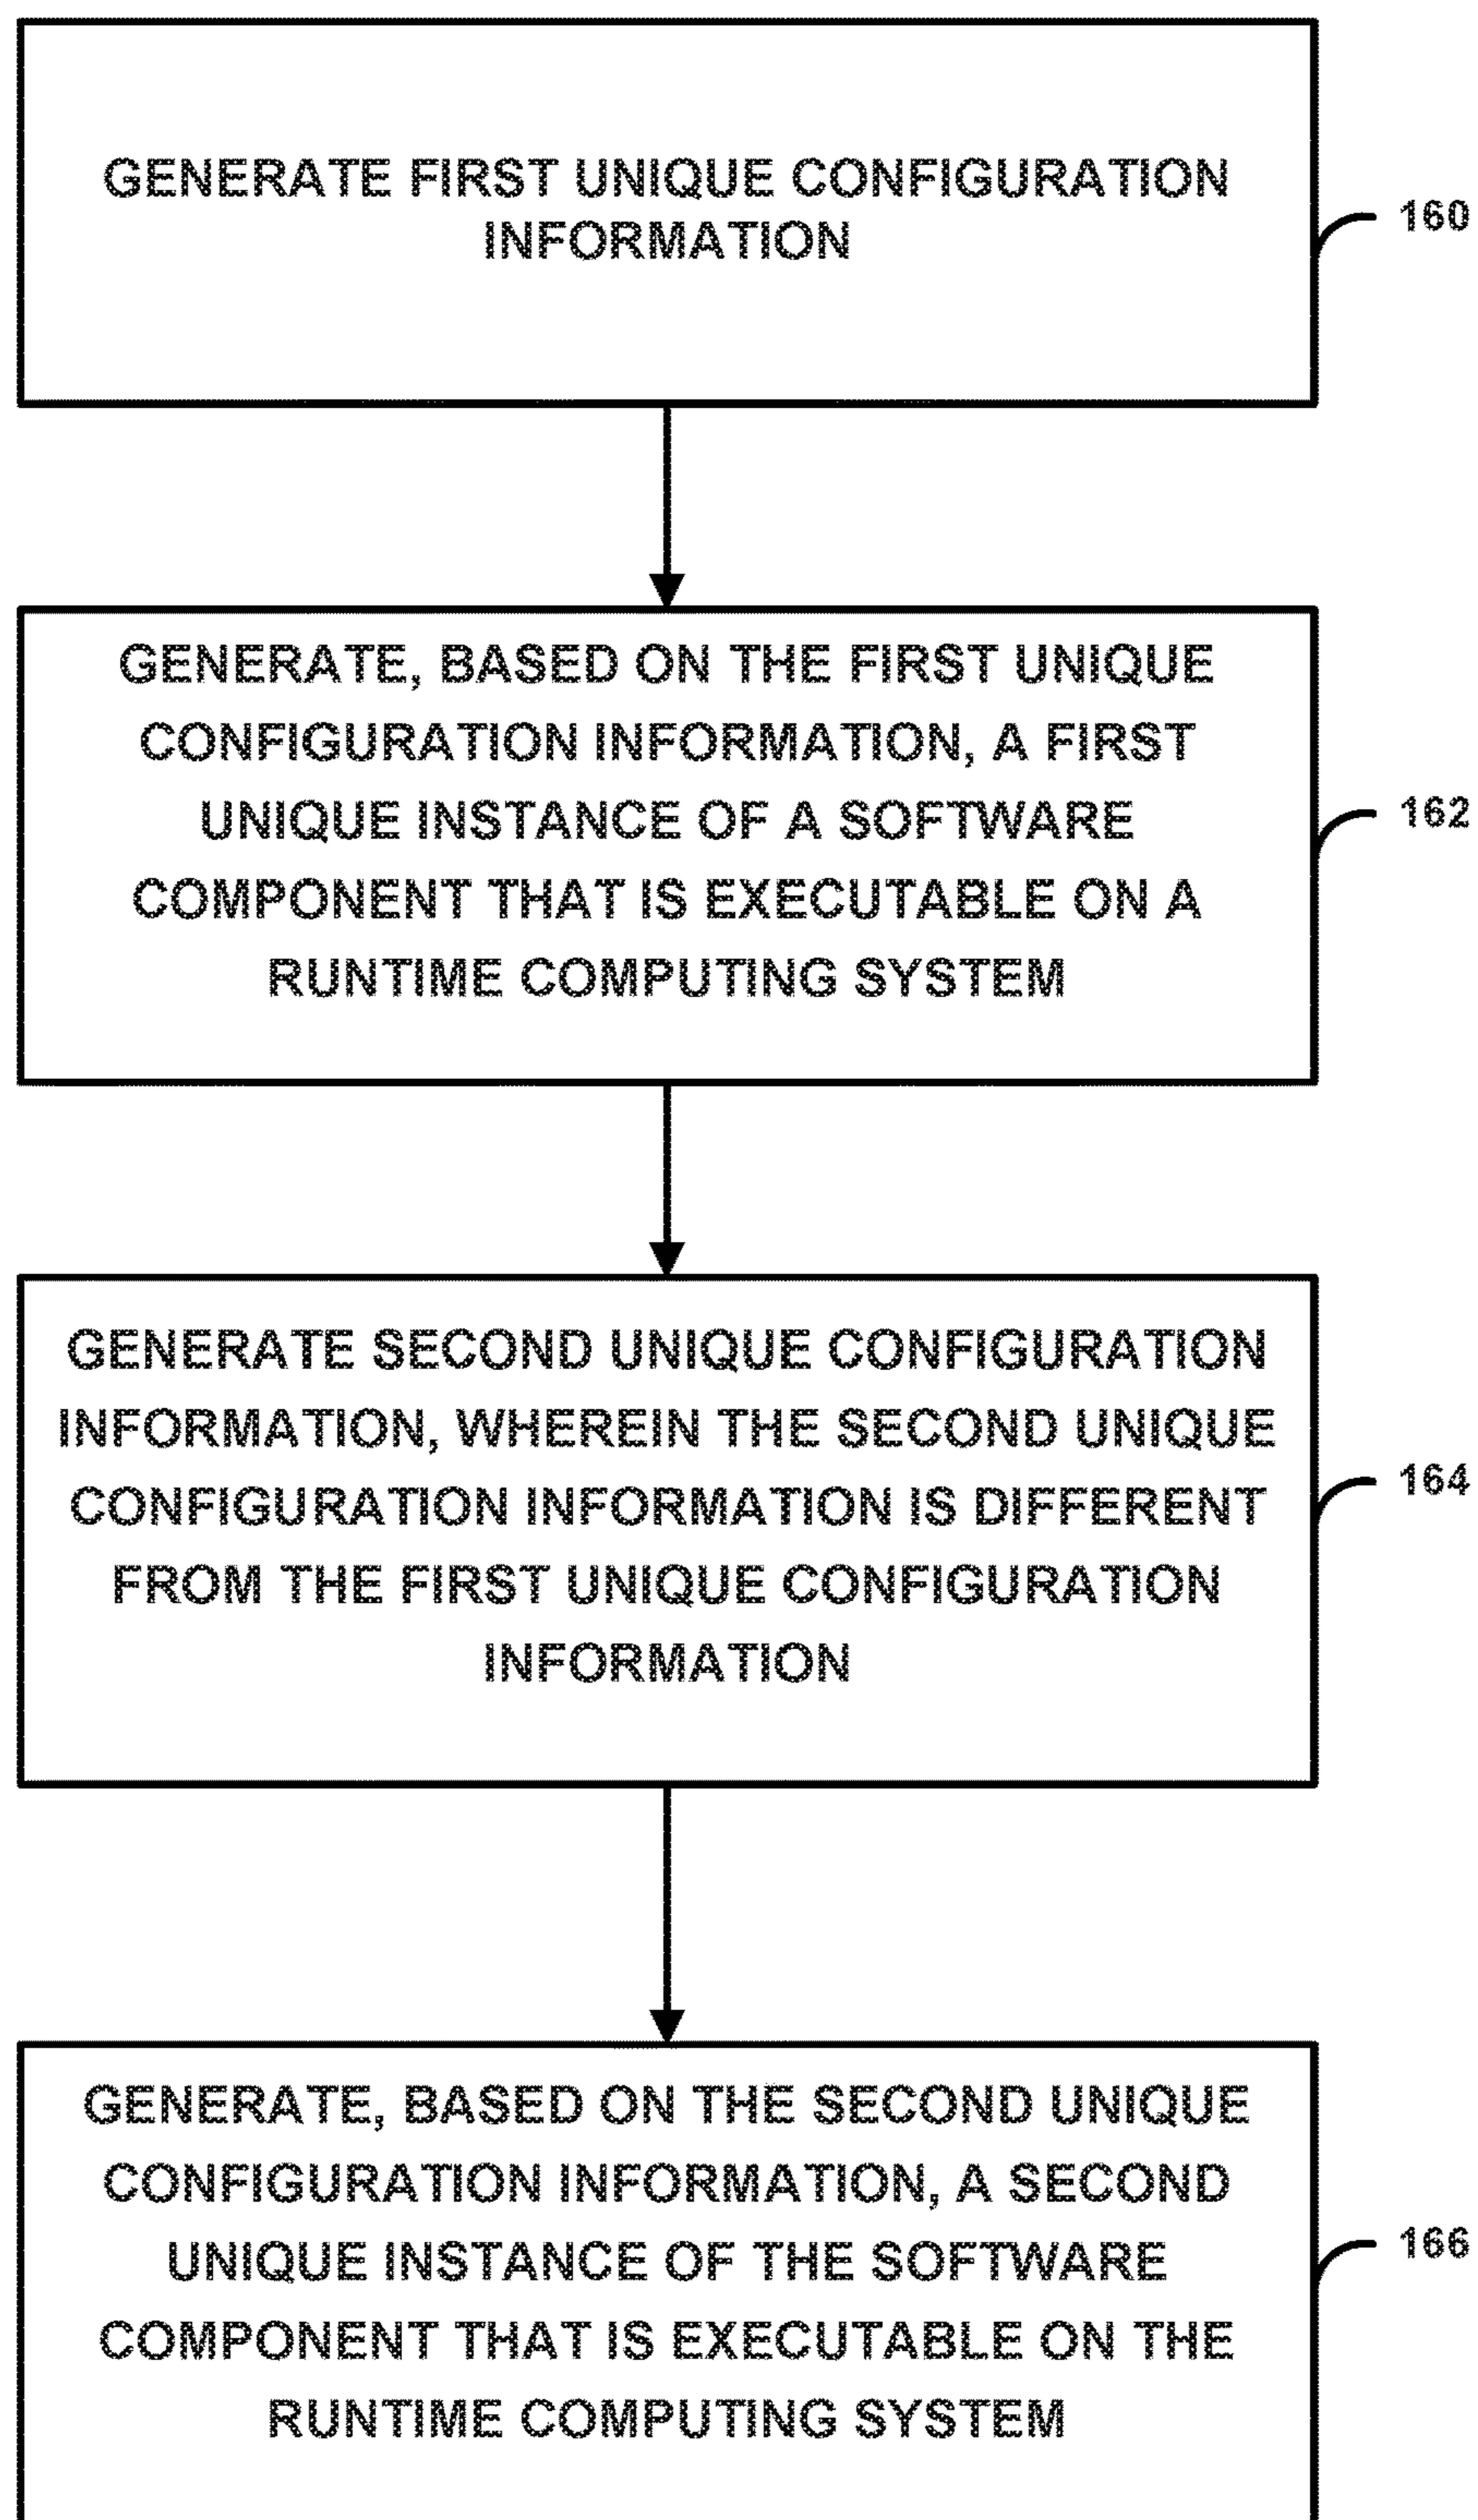 GENERATE FIRST UNIQUE CONFIGURATION
INFORMATION
160
GENERATE, BASED ON THE FIRST UNIQUE
CONFIGURATION INFORMATION, A FIRST
UNIQUE INSTANCE OF A SOFTWARE
COMPONENT THAT IS EXECUTABLE ON A
RUNTIME COMPUTING SYSTEM
162
GENERATE SECOND UNIQUE CONFIGURATION
INFORMATION, WHEREIN THE SECOND UNIQUE
CONFIGURATION INFORMATION IS DIFFERENT
FROM THE FIRST UNIQUE CONFIGURATION
INFORMATION
164
GENERATE, BASED ON THE SECOND UNIQUE
CONFIGURATION INFORMATION, A SECOND
UNIQUE INSTANCE OF THE SOFTWARE
COMPONENT THAT IS EXECUTABLE ON THE
RUNTIME COMPUTING SYSTEM
166